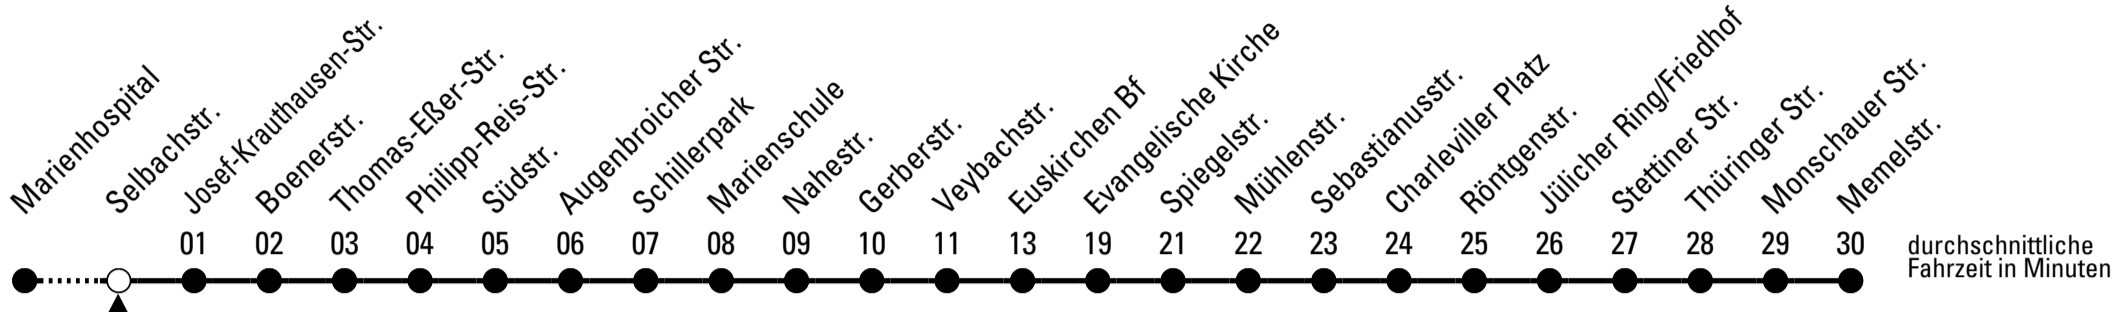 Marienhospital
Selbachstr.
Josef-Krauthausen-Str.
Boenerstr.
Thomas-Eßer-Str.
Philipp-Reis-Str.
Südstr.
Augenbroicher Str.
Schillerpark
Marienschule
Nahestr.
Gerberstr.
Veybachstr.
Euskirchen Bf
Evangelische Kirche
Spiegelstr.
Mühlenstr.
Sebastianusstr.
Charleviller Platz
Röntgenstr.
Jülicher Ring/Friedhof
Stettiner Str.
Thüringer Str.
Monschauer Str.
Memelstr.
01 02 03 04 05 06 07 08 09 10 11 13 19 21 22 23 24 25 26 27 28 29 30
durchschnittliche
Fahrzeit in Minuten